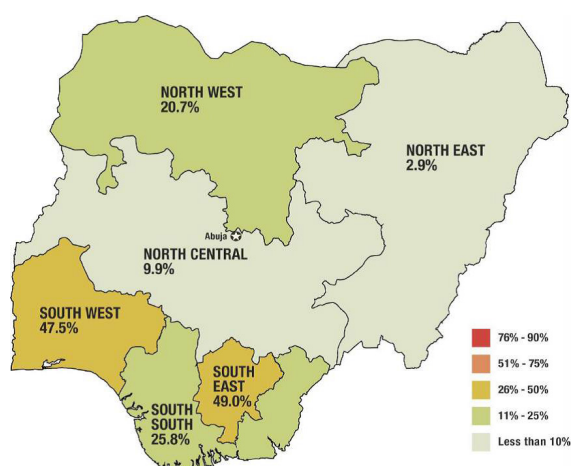 NORTH WEST
20.7%
NORTH EAST
2.9%
Abuja
NORTH CENTRAL
9.9%
SOUTH WEST
47.5%
SOUTH
EAST
49.0%
SOUTH
SOUTH
25.8%
76% - 90%
51% - 75%
26% - 50%
11% - 25%
Less than 10%